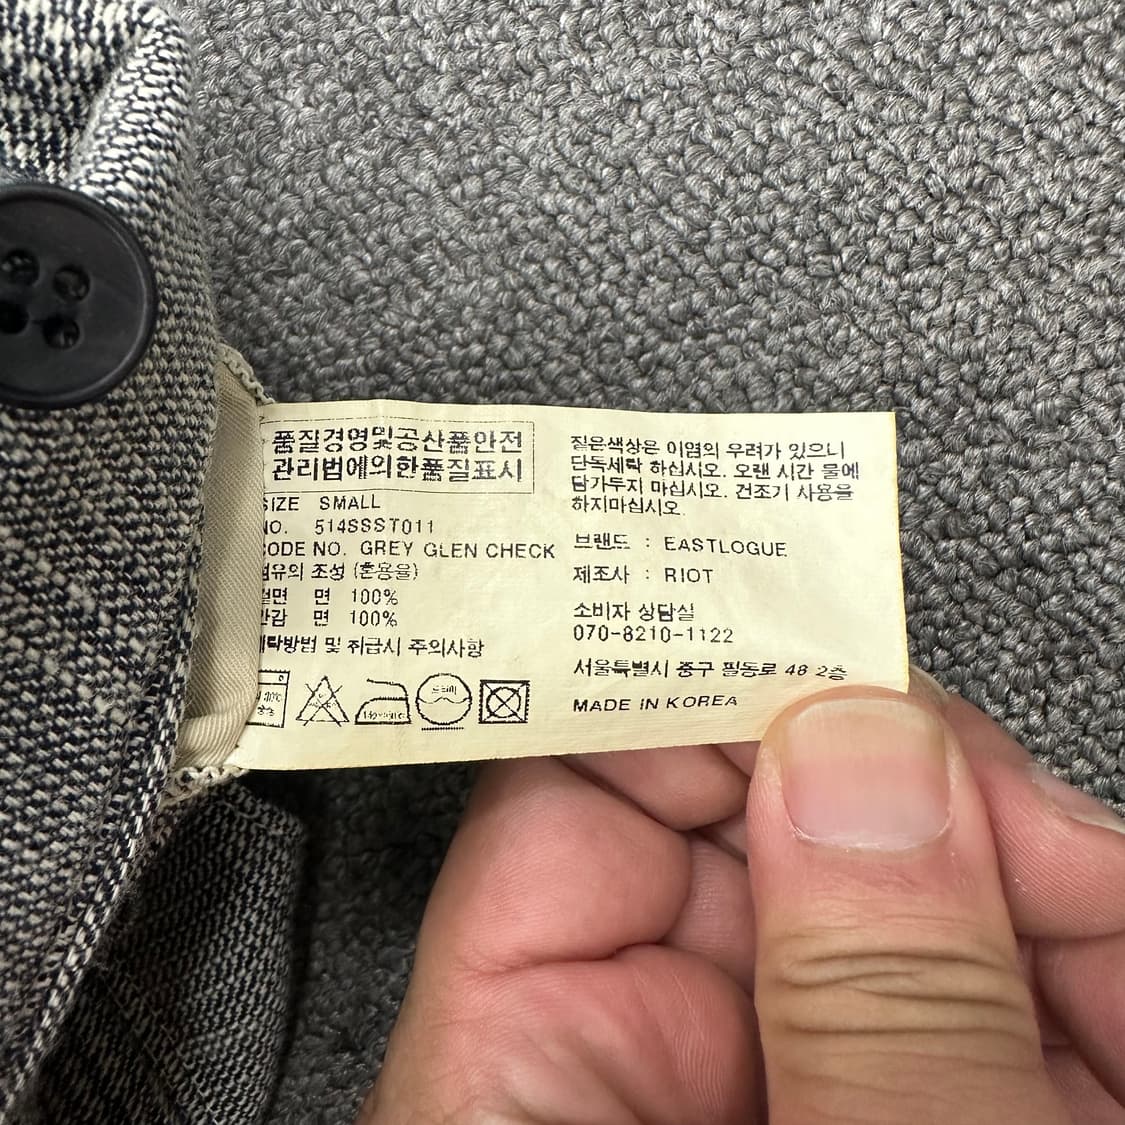 품질경영및공산품안전
관리법에의한품질표시
SIZE SMALL
NO. 514SSST011
CODE NO. GREY GLEN CHECK
섬유의 조성 (혼용율)
겉면 면 100%
안감 면 100%
세탁방법 및 취급시 주의사항
짙은색상은 이염의 우려가 있으니
단독세탁 하십시오. 오랜 시간 물에
담가두지 마십시오. 건조기 사용을
하지마십시오.
브랜드 : EASTLOGUE
제조사 : RIOT
소비자 상담실
070-8210-1122
서울특별시 중구 필동로 48 2층
MADE IN KOREA